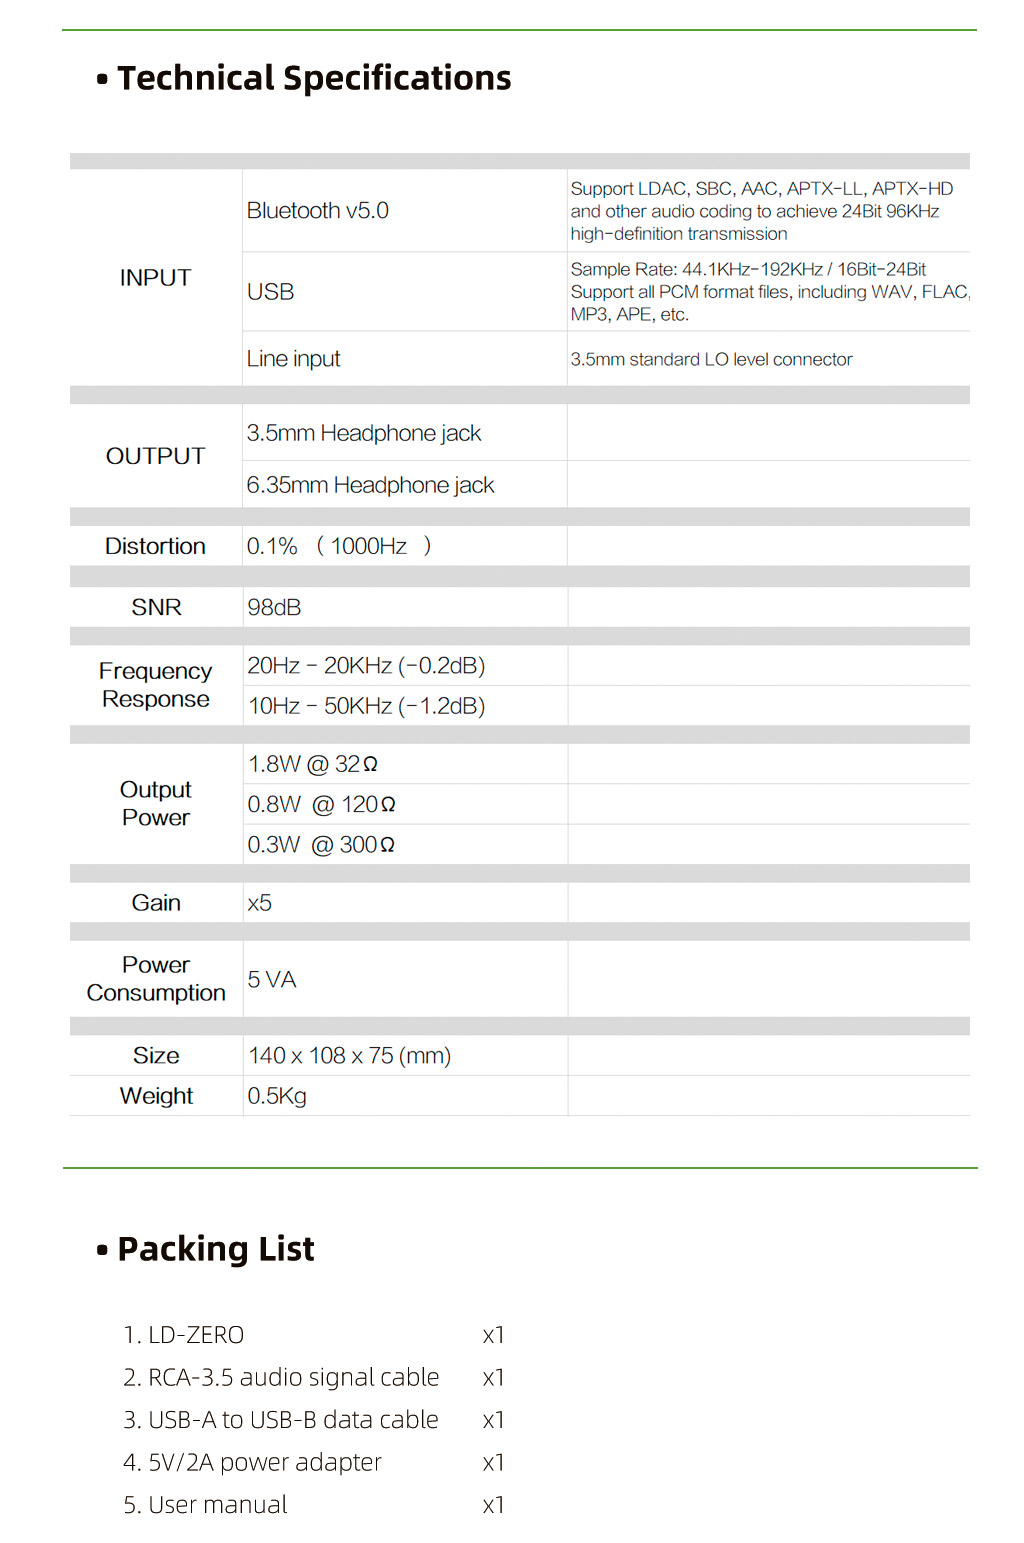 • Technical Specifications
INPUT
Bluetooth v5.0
Support LDAC, SBC, AAC, APTX-LL, APTX-HD
and other audio coding to achieve 24Bit 96KHz
high-definition transmission
USB
Sample Rate: 44.1KHz-192KHz / 16Bit-24Bit
Support all PCM format files, including WAV, FLAC,
MP3, APE, etc.
Line input
3.5mm standard LO level connector
OUTPUT
3.5mm Headphone jack
6.35mm Headphone jack
Distortion
0.1% ( 1000Hz )
SNR
98dB
Frequency
Response
20Hz - 20KHz (-0.2dB)
10Hz - 50KHz (-1.2dB)
Output
Power
1.8W @ 32Ω
0.8W @ 120Ω
0.3W @ 300Ω
Gain
x5
Power
Consumption
5 VA
Size
140 x 108 x 75 (mm)
Weight
0.5Kg
• Packing List
1. LD-ZERO x1
2. RCA-3.5 audio signal cable x1
3. USB-A to USB-B data cable x1
4. 5V/2A power adapter x1
5. User manual x1